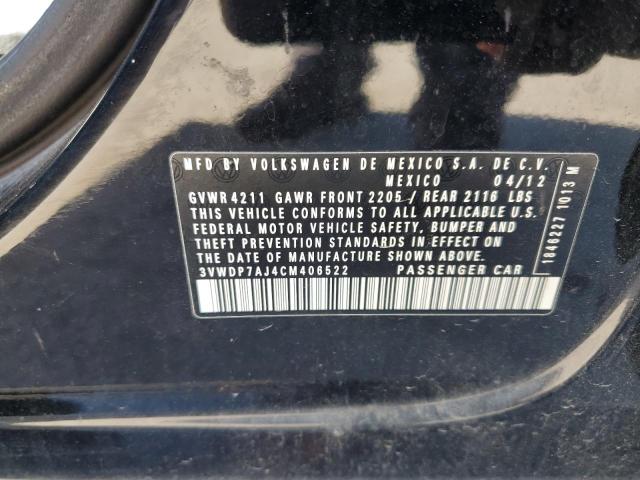 MFD BY VOLKSWAGEN DE MEXICO S.A. DE C.V.
MEXICO 04/12
GVWR 4211 GAWR FRONT 2205 / REAR 2116 LBS
THIS VEHICLE CONFORMS TO ALL APPLICABLE U.S.
FEDERAL MOTOR VEHICLE SAFETY, BUMPER AND
THEFT PREVENTION STANDARDS IN EFFECT ON
THE DATE OF MANUFACTURE SHOWN ABOVE.
3VWDP7AJ4CM406522 PASSENGER CAR
1846227 1013 M